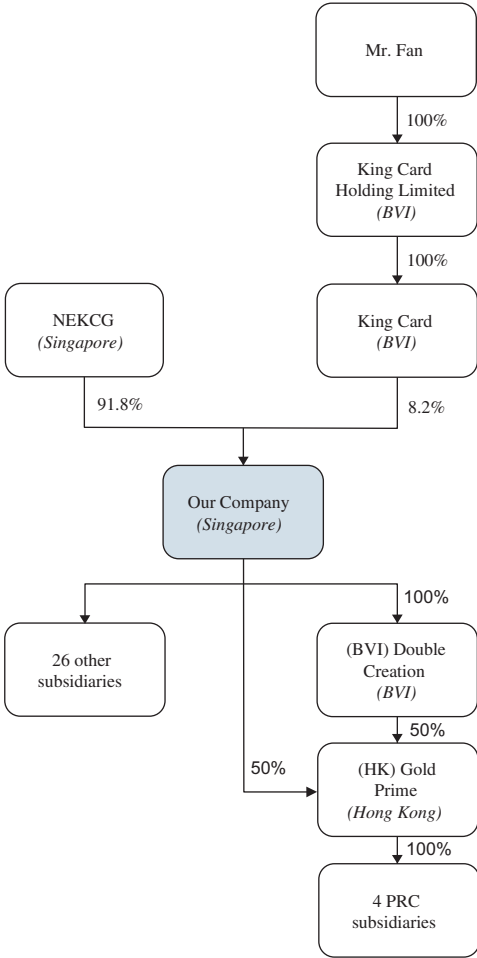 Mr. Fan
100%
King Card
Holding Limited
(BVI)
100%
NEKCG
(Singapore)
King Card
(BVI)
91.8%
8.2%
Our Company
(Singapore)
100%
26 other
subsidiaries
(BVI) Double
Creation
(BVI)
50%
50%
(HK) Gold
Prime
(Hong Kong)
100%
4 PRC
subsidiaries